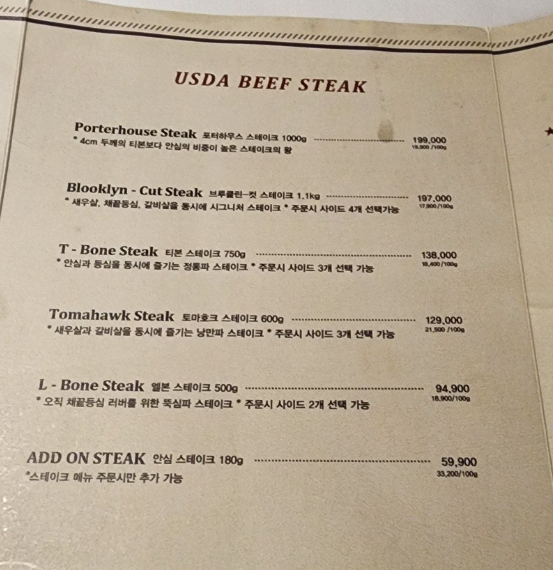 USDA BEEF STEAK
Porterhouse Steak 포터하우스 스테이크 1000g 199,000
* 4cm 두께의 티본보다 안심의 비중이 높은 스테이크의 왕 19,900 /100g
Blooklyn - Cut Steak 브루클린-컷 스테이크 1,1kg 197,000
* 새우살, 채끝등심, 갈비살을 동시에 시그니처 스테이크 * 주문시 사이드 4개 선택가능 17,900/100g
T - Bone Steak 티본 스테이크 750g 138,000
* 안심과 등심을 동시에 즐기는 정통파 스테이크 * 주문시 사이드 3개 선택 가능 18,400/100g
Tomahawk Steak 토마호크 스테이크 600g 129,000
* 새우살과 갈비살을 동시에 즐기는 낭만파 스테이크 * 주문시 사이드 3개 선택 가능 21,500 /100g
L - Bone Steak 엘본 스테이크 500g 94,900
* 오직 채끝등심 러버를 위한 뚝심파 스테이크 * 주문시 사이드 2개 선택 가능 18,900/100g
ADD ON STEAK 안심 스테이크 180g 59,900
*스테이크 메뉴 주문시만 추가 가능 33,200/100g